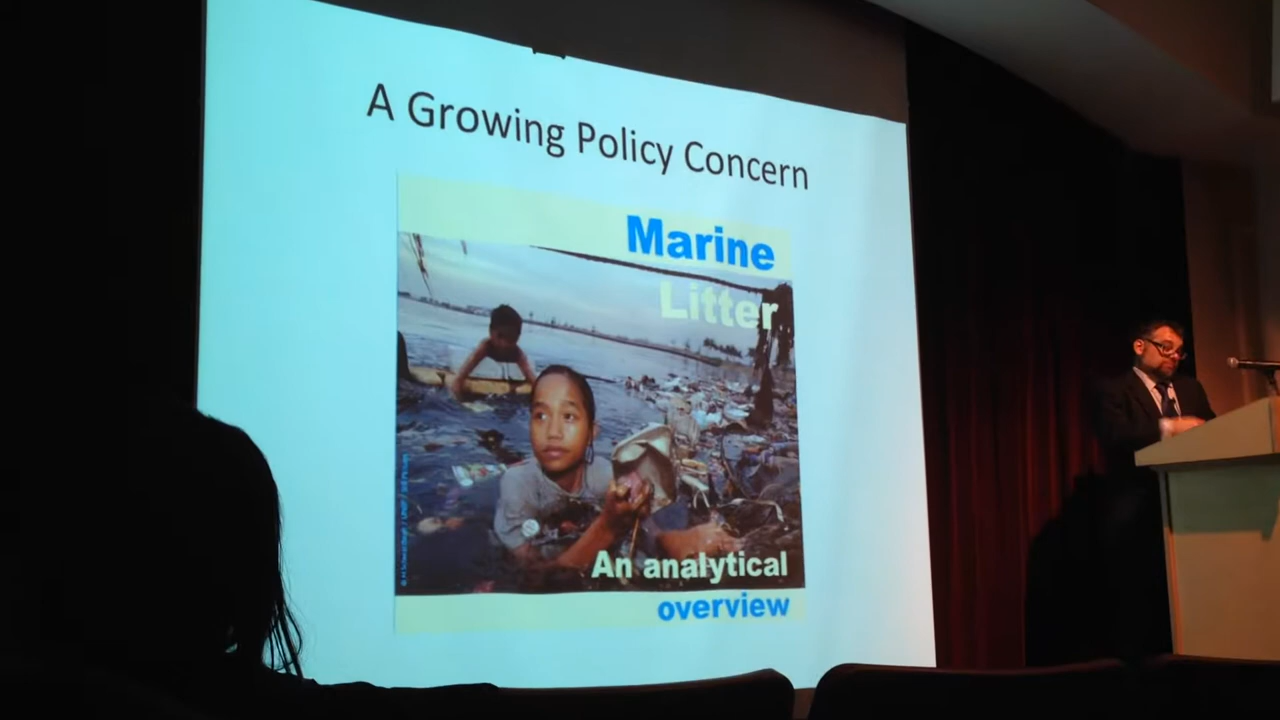 A Growing Policy Concern
Marine
Litter
An analytical
overview